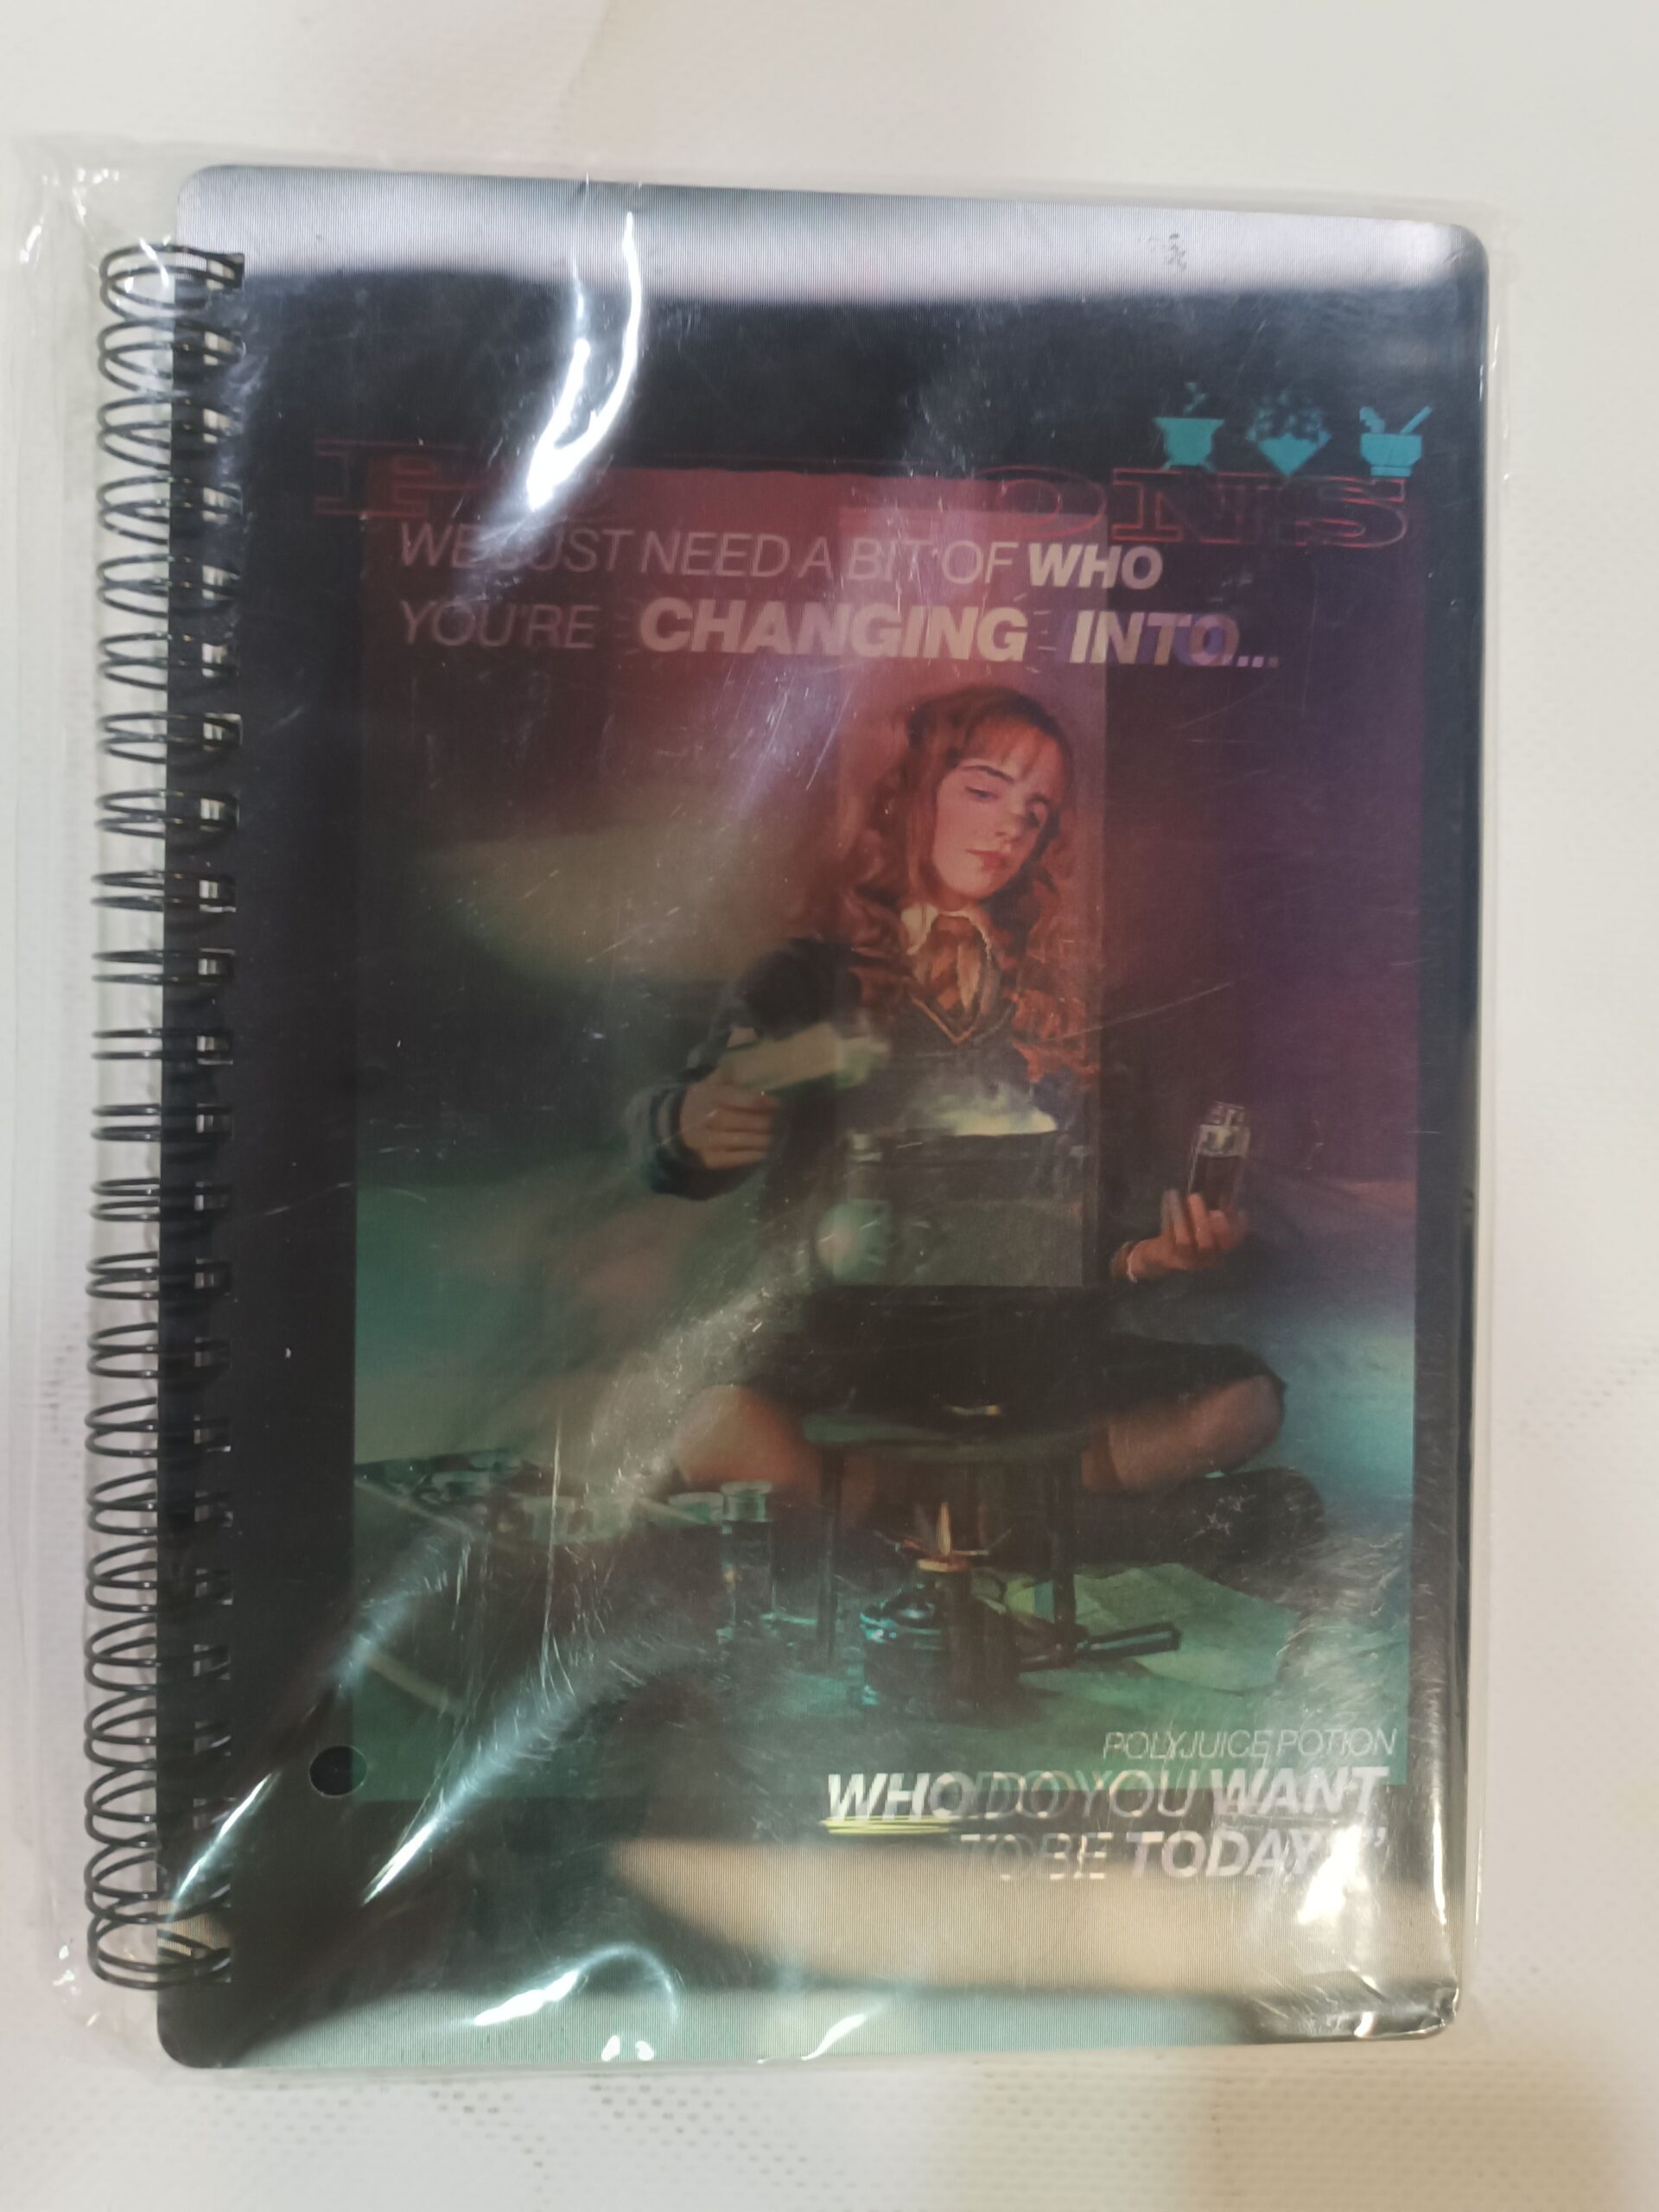 POTIONS
WE JUST NEED A BIT OF WHO
YOU'RE CHANGING INTO...
POLYJUICE POTION
WHO DO YOU WANT
TO BE TODAY?"